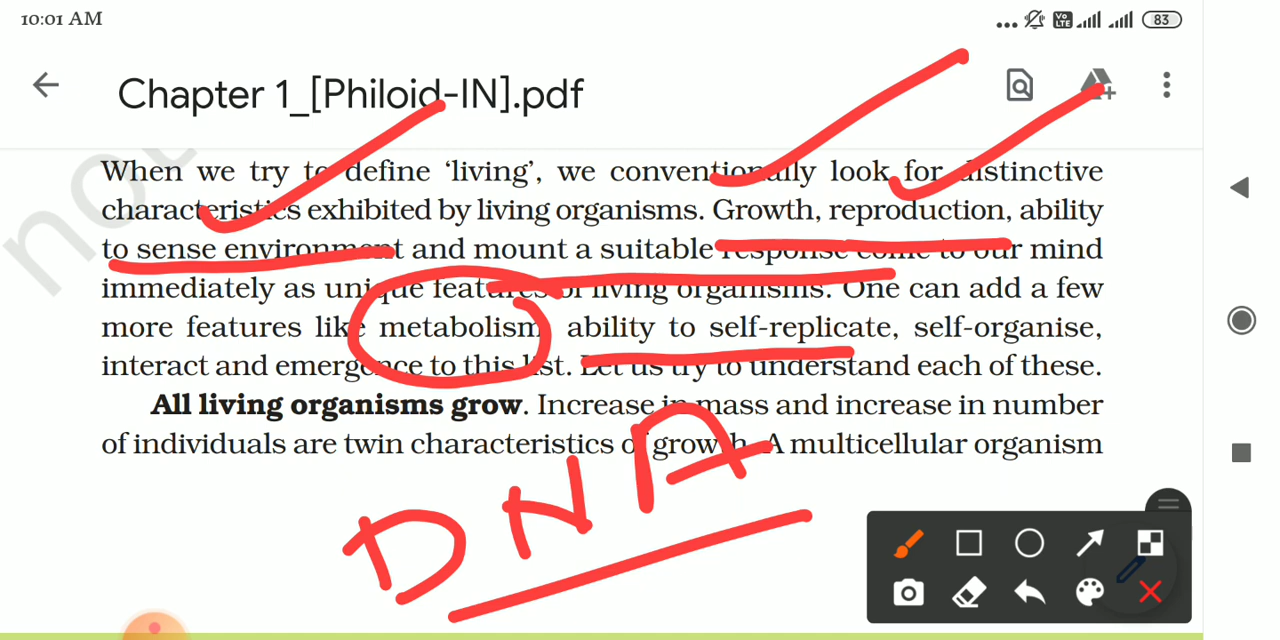 10:01 AM
Vo LTE 83
Chapter 1_[Philoid-IN].pdf
not
When we try to define ‘living’, we conventionally look for distinctive
characteristics exhibited by living organisms. Growth, reproduction, ability
to sense environment and mount a suitable response come to our mind
immediately as unique features of living organisms. One can add a few
more features like metabolism, ability to self-replicate, self-organise,
interact and emergence to this list. Let us try to understand each of these.
All living organisms grow. Increase in mass and increase in number
of individuals are twin characteristics of growth. A multicellular organism
DNA